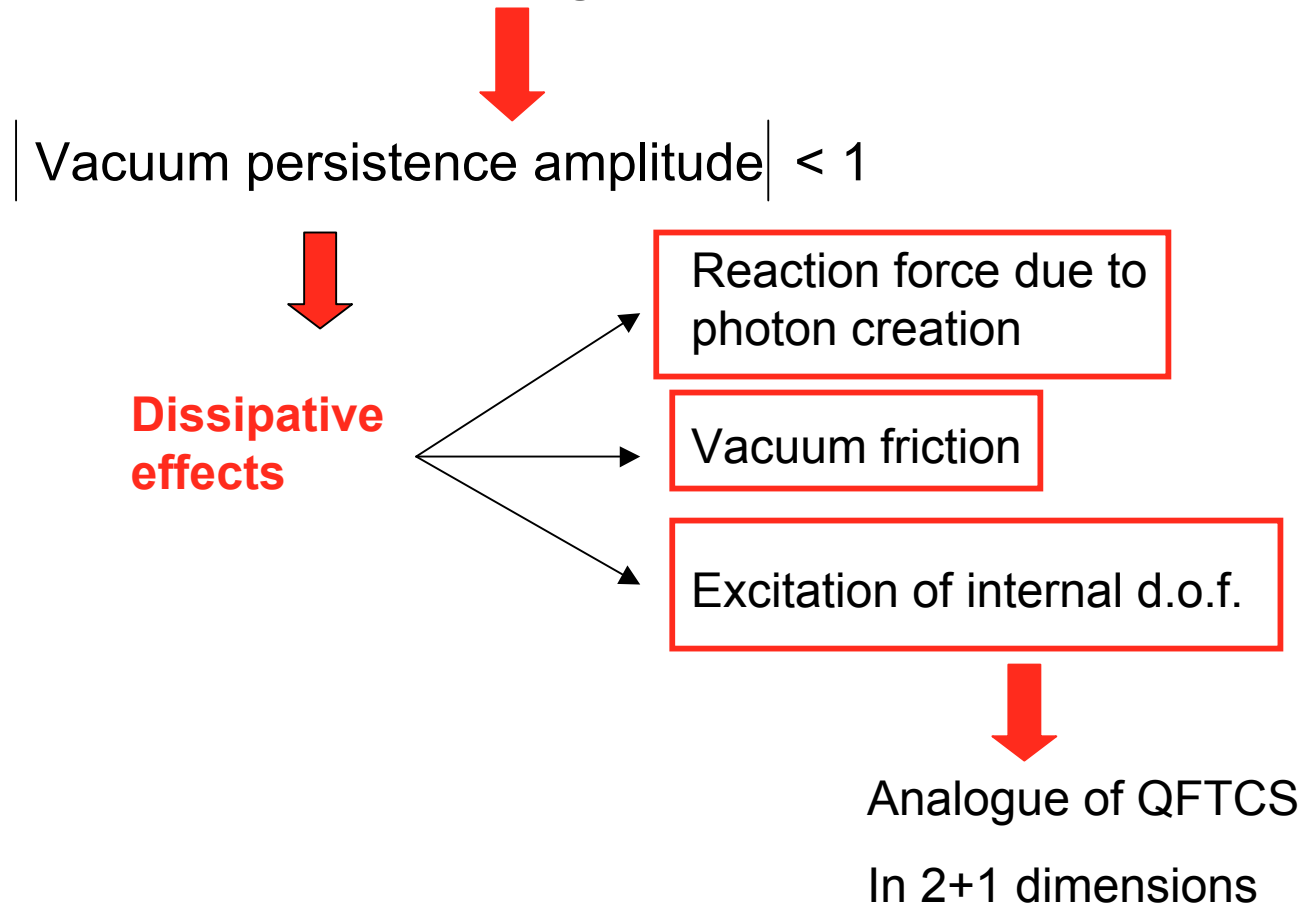 | Vacuum persistence amplitude | < 1
Dissipative
effects
Reaction force due to
photon creation
Vacuum friction
Excitation of internal d.o.f.
Analogue of QFTCS
In 2+1 dimensions